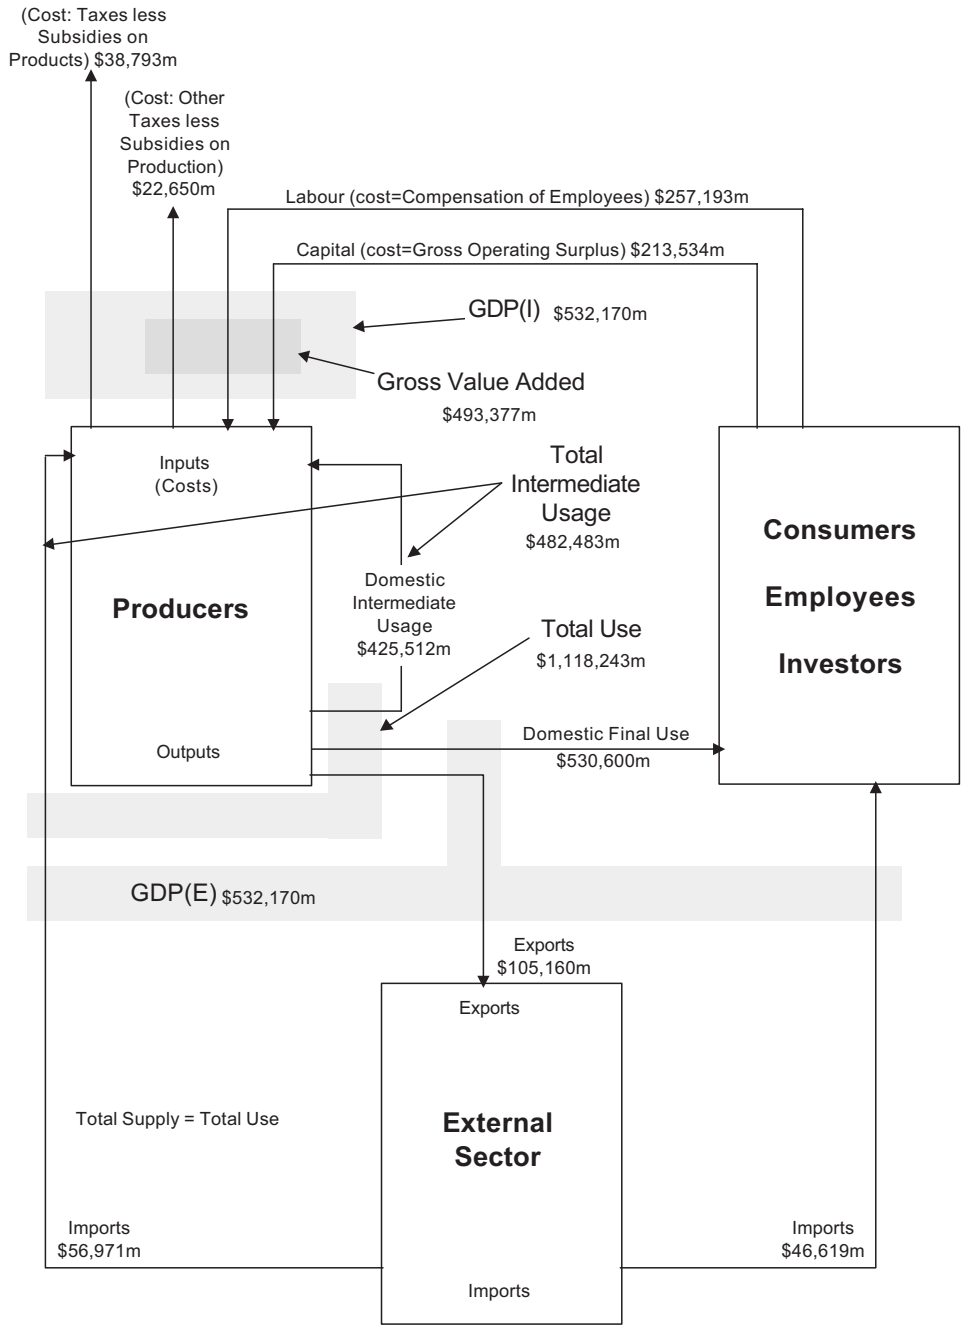 (Cost: Taxes less
Subsidies on
Products) $38,793m
(Cost: Other
Taxes less
Subsidies on
Production)
$22,650m
Labour (cost=Compensation of Employees) $257,193m
Capital (cost=Gross Operating Surplus) $213,534m
GDP(I) $532,170m
Gross Value Added
$493,377m
Inputs
(Costs)
Total
Intermediate
Usage
$482,483m
Producers
Domestic
Intermediate
Usage
$425,512m
Total Use
$1,118,243m
Consumers
Employees
Investors
Outputs
Domestic Final Use
$530,600m
GDP(E) $532,170m
Exports
$105,160m
Exports
External
Sector
Total Supply = Total Use
Imports
$56,971m
Imports
$46,619m
Imports